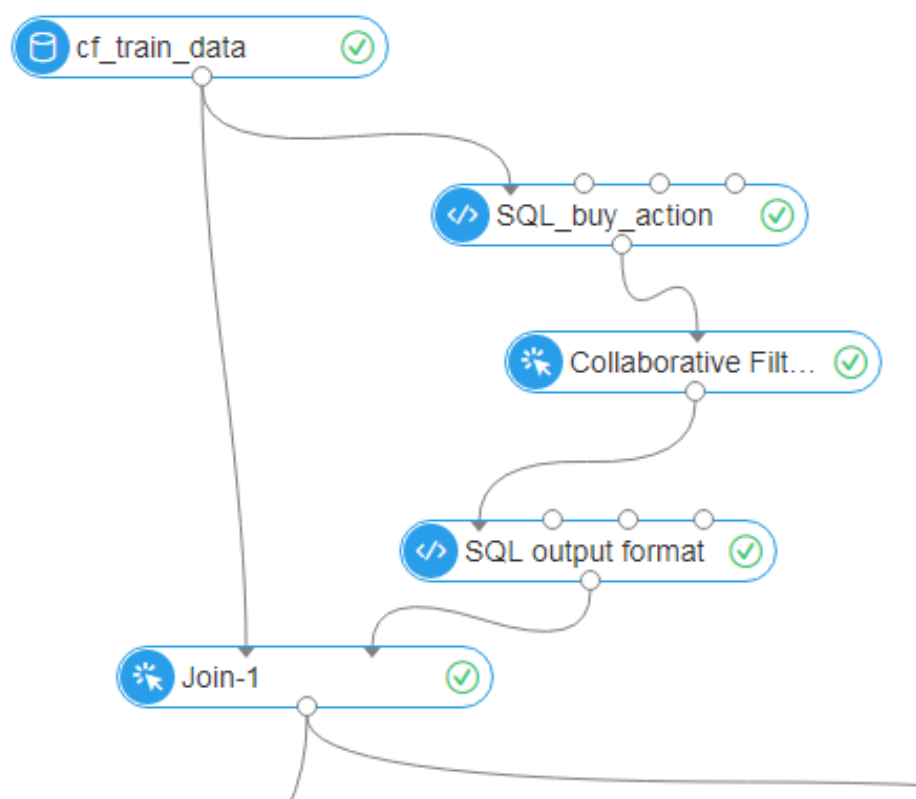 cf_train_data
SQL_buy_action
Collaborative Filt...
SQL output format
Join-1